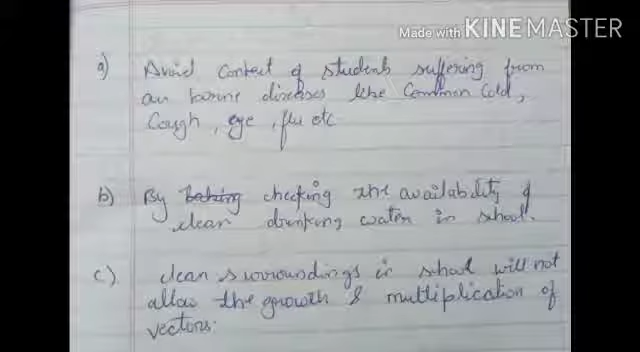 Made with KINEMASTER
a) Avoid contact of students suffering from
air borne diseases like Common Cold,
Cough, eye, flu etc
b) By checking the availability of
clean drinking water in school.
c). clean surroundings in school will not
allow the growth & multiplication of
vectors.